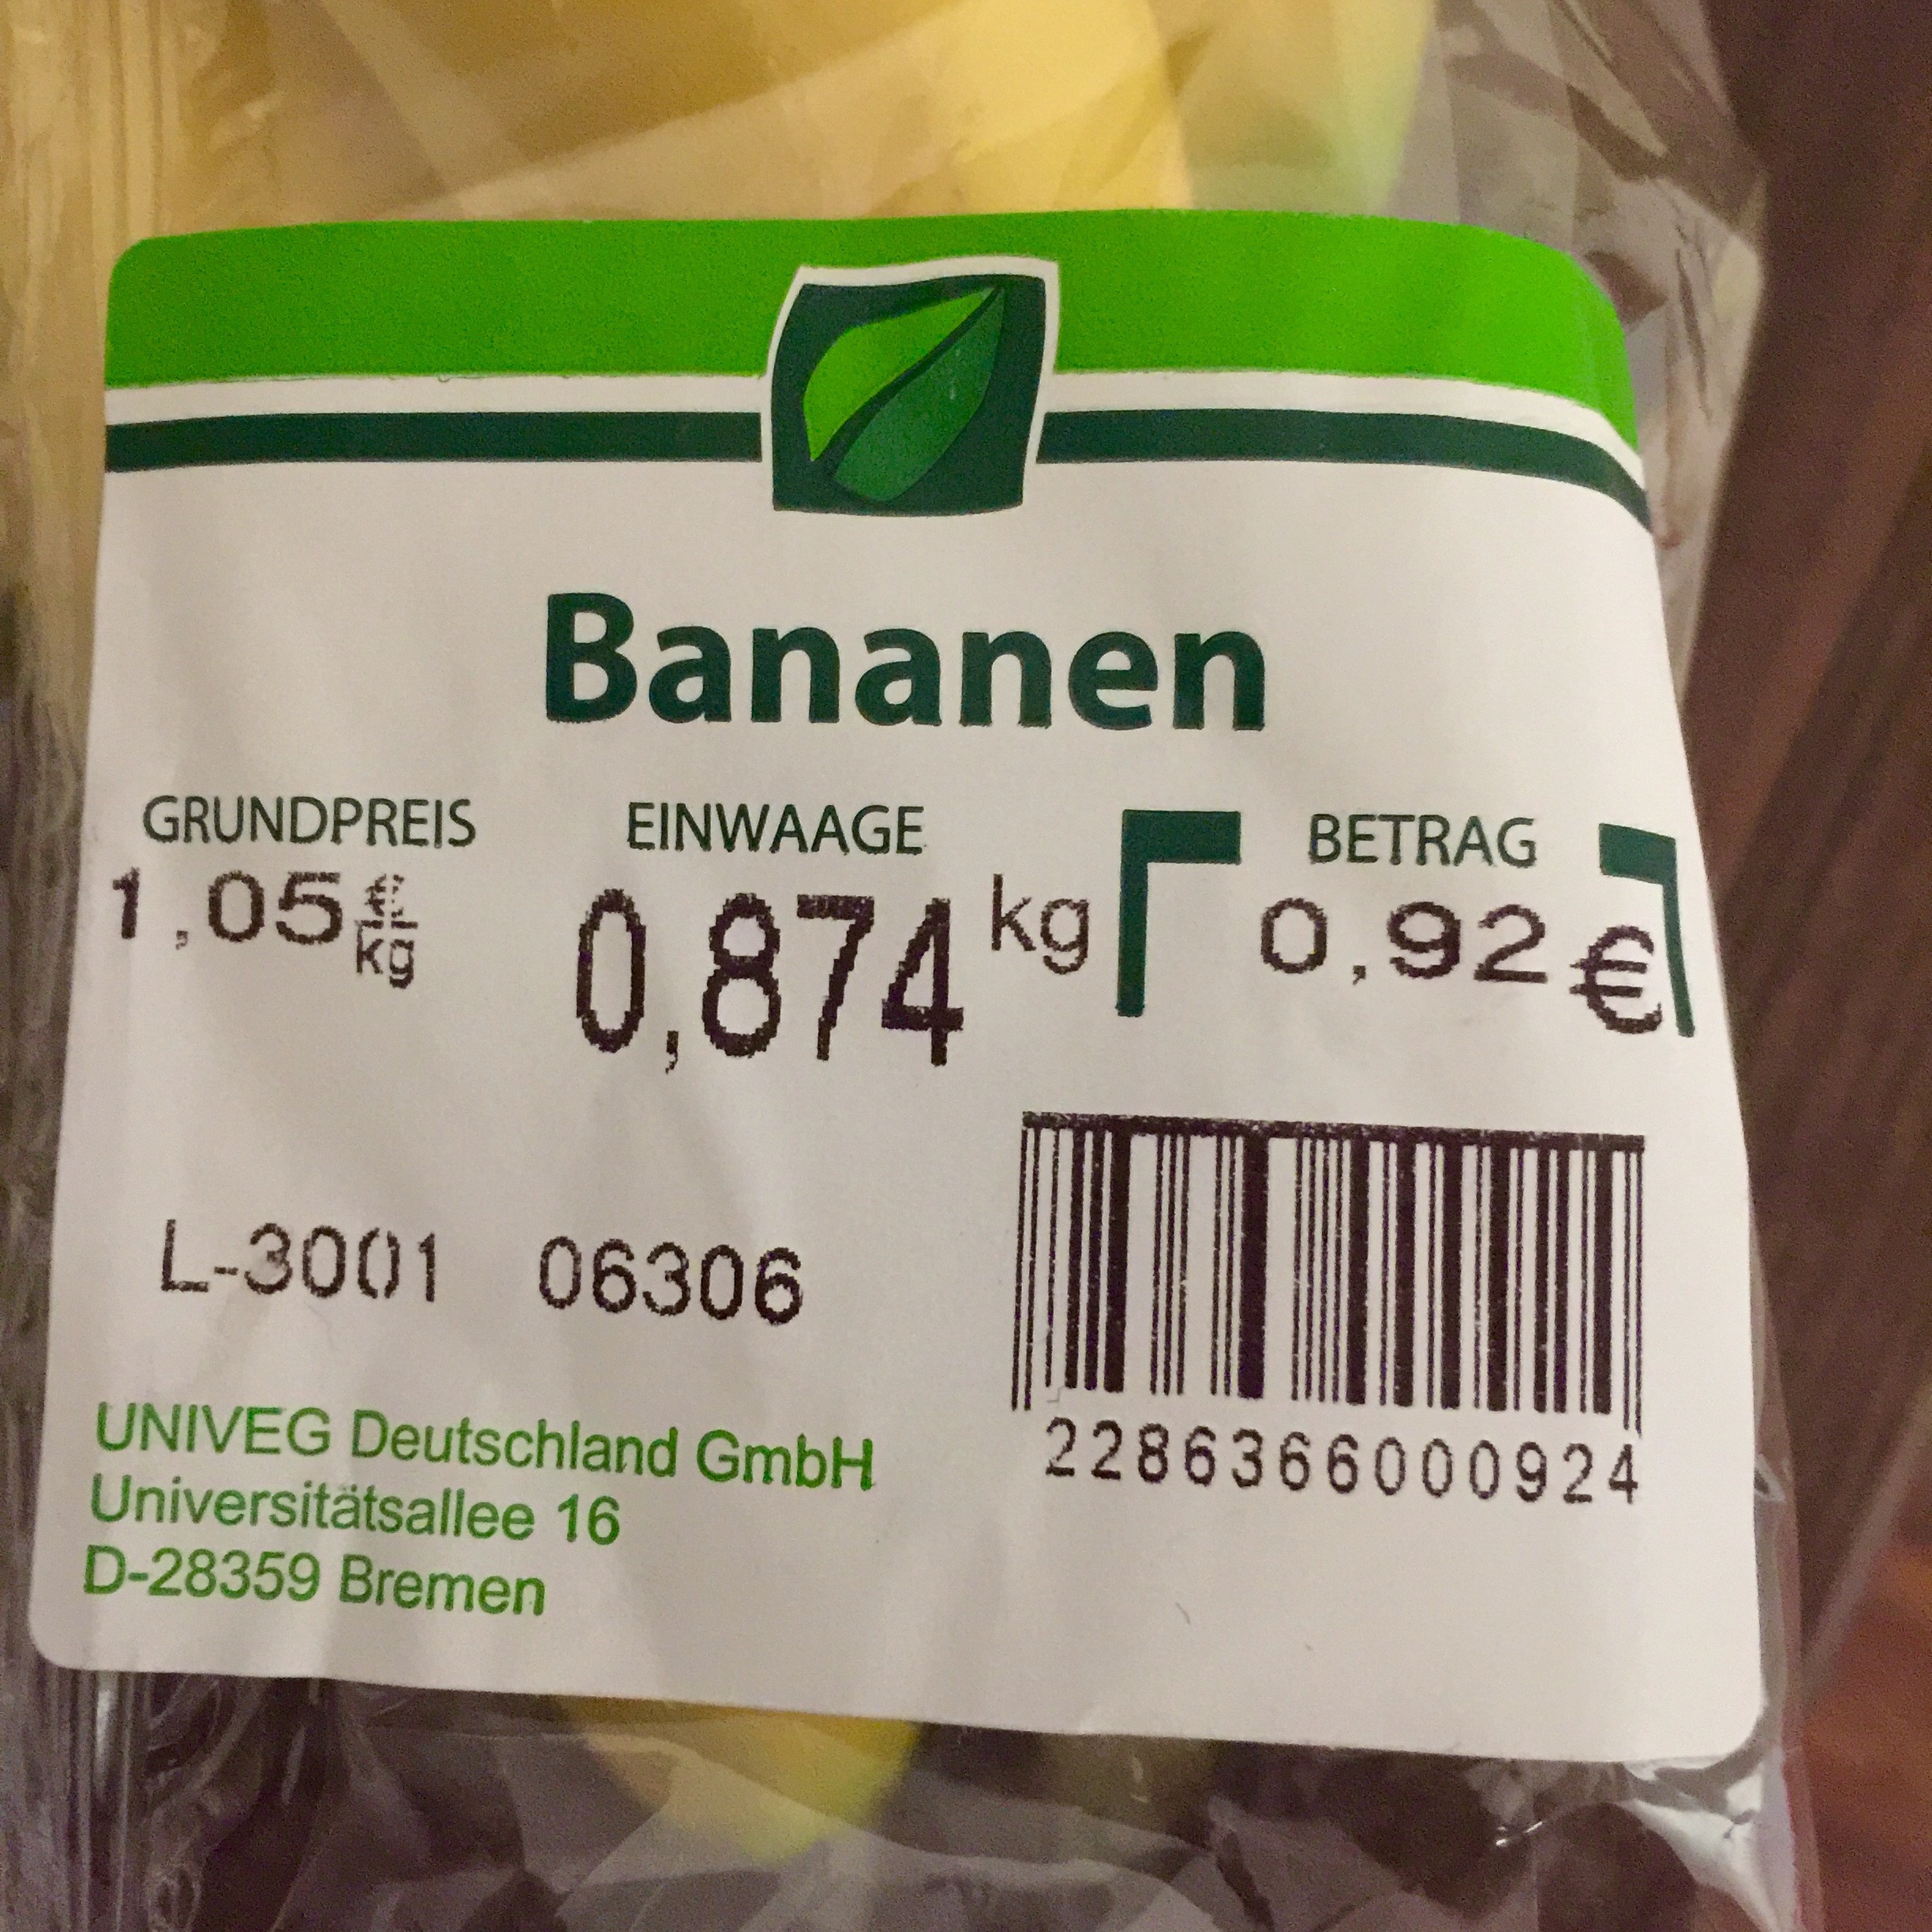 Bananen
GRUNDPREIS EINWAAGE BETRAG
1,05 €/kg 0,874 kg 0,92 €
L-3001 06306
2286366000924
UNIVEG Deutschland GmbH
Universitätsallee 16
D-28359 Bremen